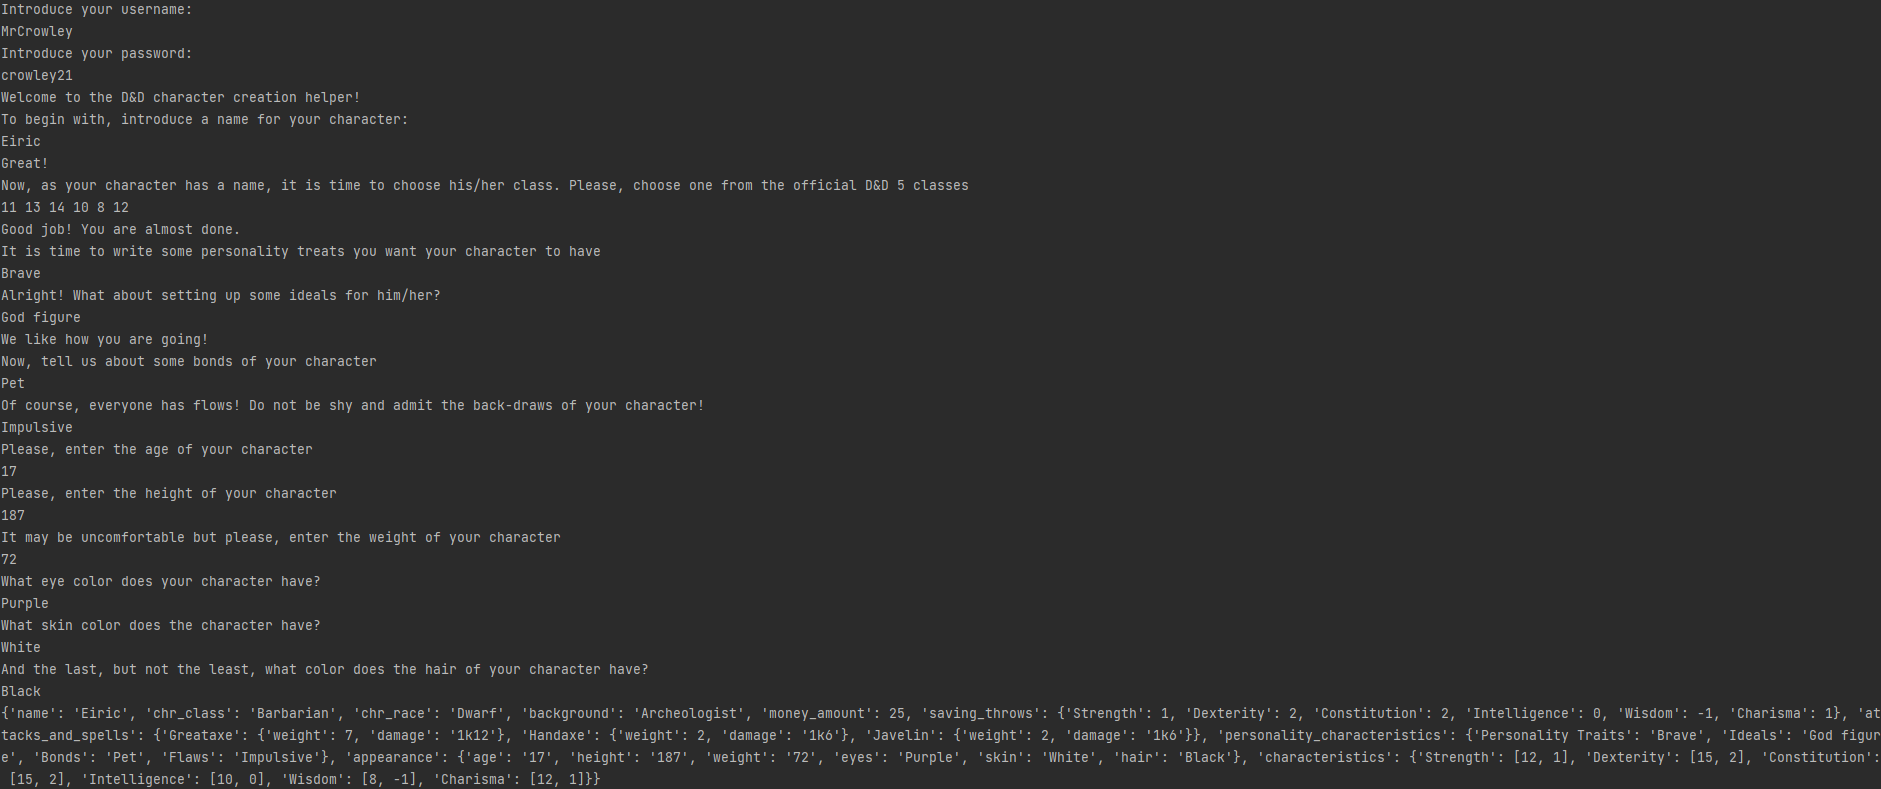 Introduce your username:
MrCrowley
Introduce your password:
crowley21
Welcome to the D&D character creation helper!
To begin with, introduce a name for your character:
Eiric
Great!
Now, as your character has a name, it is time to choose his/her class. Please, choose one from the official D&D 5 classes
11 13 14 10 8 12
Good job! You are almost done.
It is time to write some personality treats you want your character to have
Brave
Alright! What about setting up some ideals for him/her?
God figure
We like how you are going!
Now, tell us about some bonds of your character
Pet
Of course, everyone has flows! Do not be shy and admit the back-draws of your character!
Impulsive
Please, enter the age of your character
17
Please, enter the height of your character
187
It may be uncomfortable but please, enter the weight of your character
72
What eye color does your character have?
Purple
What skin color does the character have?
White
And the last, but not the least, what color does the hair of your character have?
Black
{'name': 'Eiric', 'chr_class': 'Barbarian', 'chr_race': 'Dwarf', 'background': 'Archeologist', 'money_amount': 25, 'saving_throws': {'Strength': 1, 'Dexterity': 2, 'Constitution': 2, 'Intelligence': 0, 'Wisdom': -1, 'Charisma': 1}, 'at
tacks_and_spells': {'Greataxe': {'weight': 7, 'damage': '1k12'}, 'Handaxe': {'weight': 2, 'damage': '1k6'}, 'Javelin': {'weight': 2, 'damage': '1k6'}}, 'personality_characteristics': {'Personality Traits': 'Brave', 'Ideals': 'God figur
e', 'Bonds': 'Pet', 'Flaws': 'Impulsive'}, 'appearance': {'age': '17', 'height': '187', 'weight': '72', 'eyes': 'Purple', 'skin': 'White', 'hair': 'Black'}, 'characteristics': {'Strength': [12, 1], 'Dexterity': [15, 2], 'Constitution':
 [15, 2], 'Intelligence': [10, 0], 'Wisdom': [8, -1], 'Charisma': [12, 1]}}